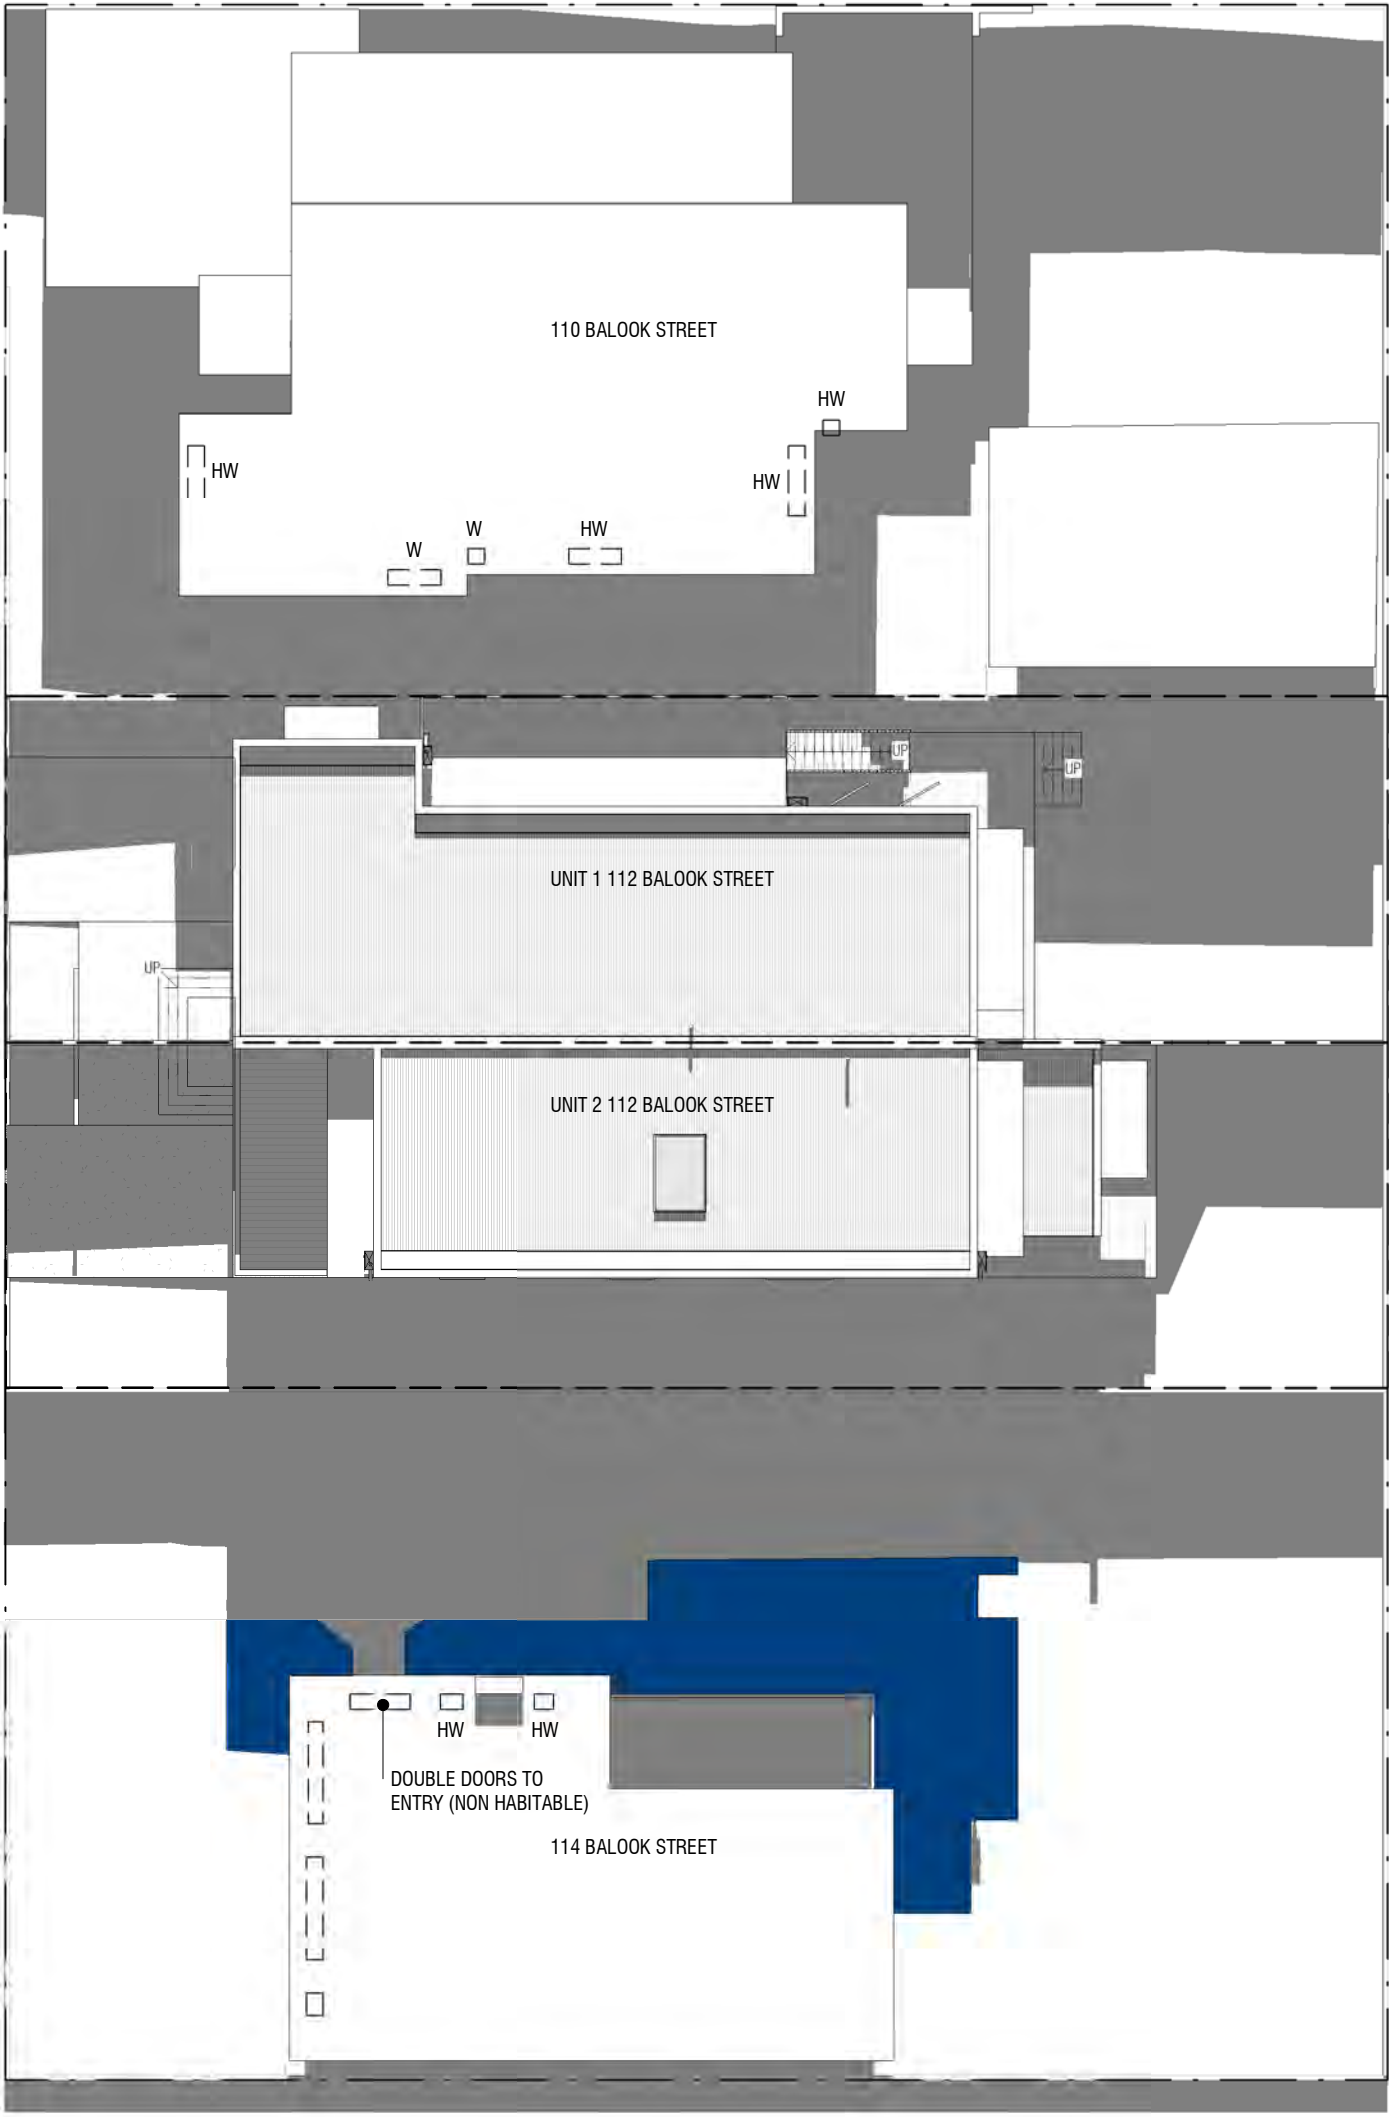 110 BALOOK STREET
HW
HW
HW
W
HW
W
UP
UP
UNIT 1 112 BALOOK STREET
UP
UNIT 2 112 BALOOK STREET
HW
HW
DOUBLE DOORS TO
ENTRY (NON HABITABLE)
114 BALOOK STREET